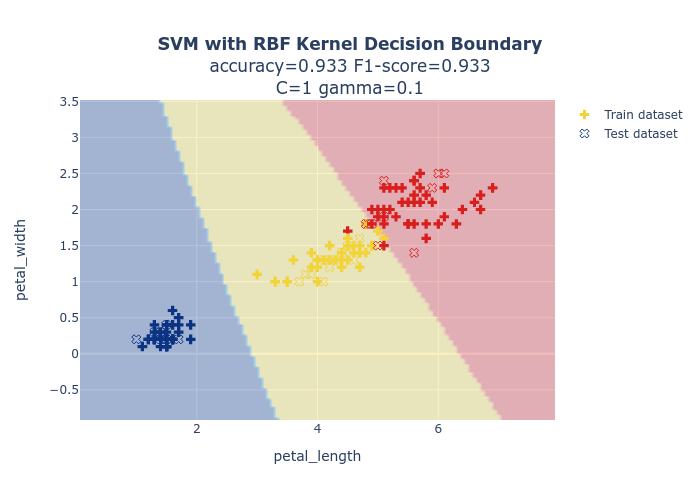 SVM with RBF Kernel Decision Boundary
accuracy=0.933 F1-score=0.933
C=1 gamma=0.1
Train dataset
Test dataset
3.5
3
2.5
2
1.5
1
0.5
0
−0.5
petal_width
2
4
6
petal_length